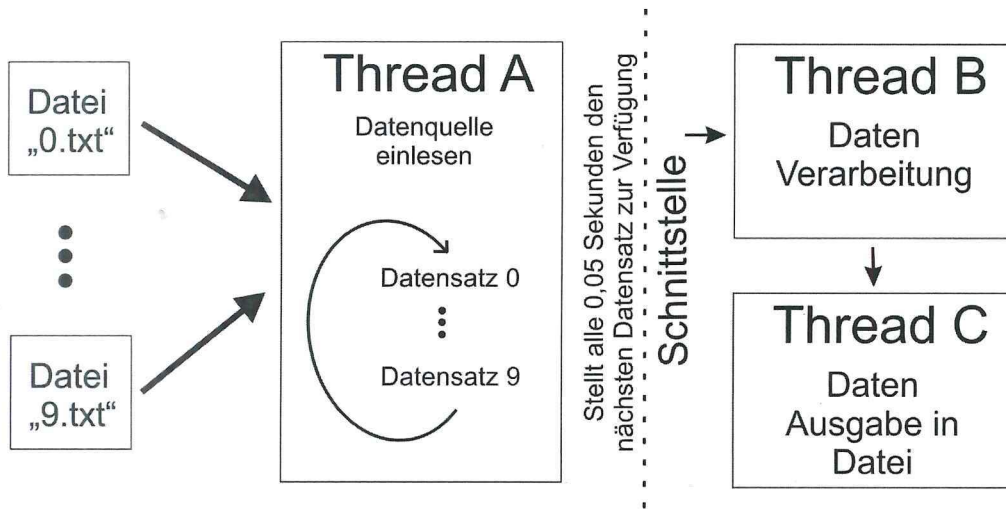 Datei
„0.txt“
Datei
„9.txt“
Thread A
Datenquelle
einlesen
Datensatz 0
Datensatz 9
Stellt alle 0,05 Sekunden den
nächsten Datensatz zur Verfügung
Schnittstelle
Thread B
Daten
Verarbeitung
Thread C
Daten
Ausgabe in
Datei